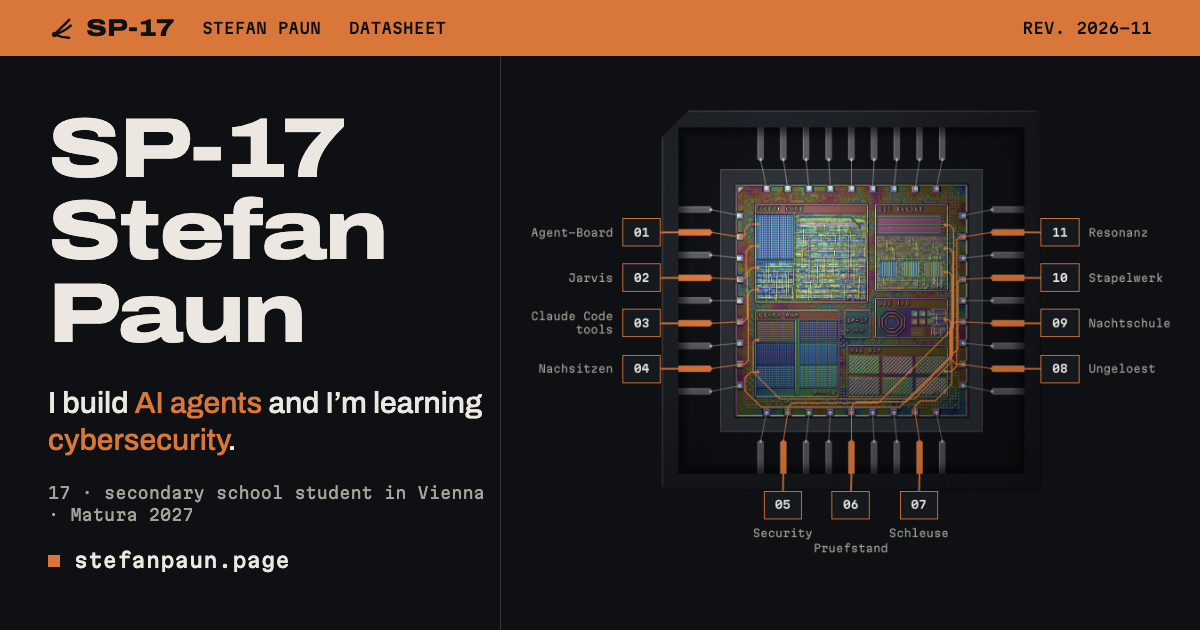 SP-17 STEFAN PAUN DATASHEET REV. 2026-11
SP-17
Stefan
Paun
I build AI agents and I'm learning
cybersecurity.
17 · secondary school student in Vienna
· Matura 2027
stefanpaun.page
Agent-Board 01
Jarvis 02
Claude Code
tools 03
Nachsitzen 04
05 06 07
Security Schleuse
Pruefstand
11 Resonanz
10 Stapelwerk
09 Nachtschule
08 Ungeloest